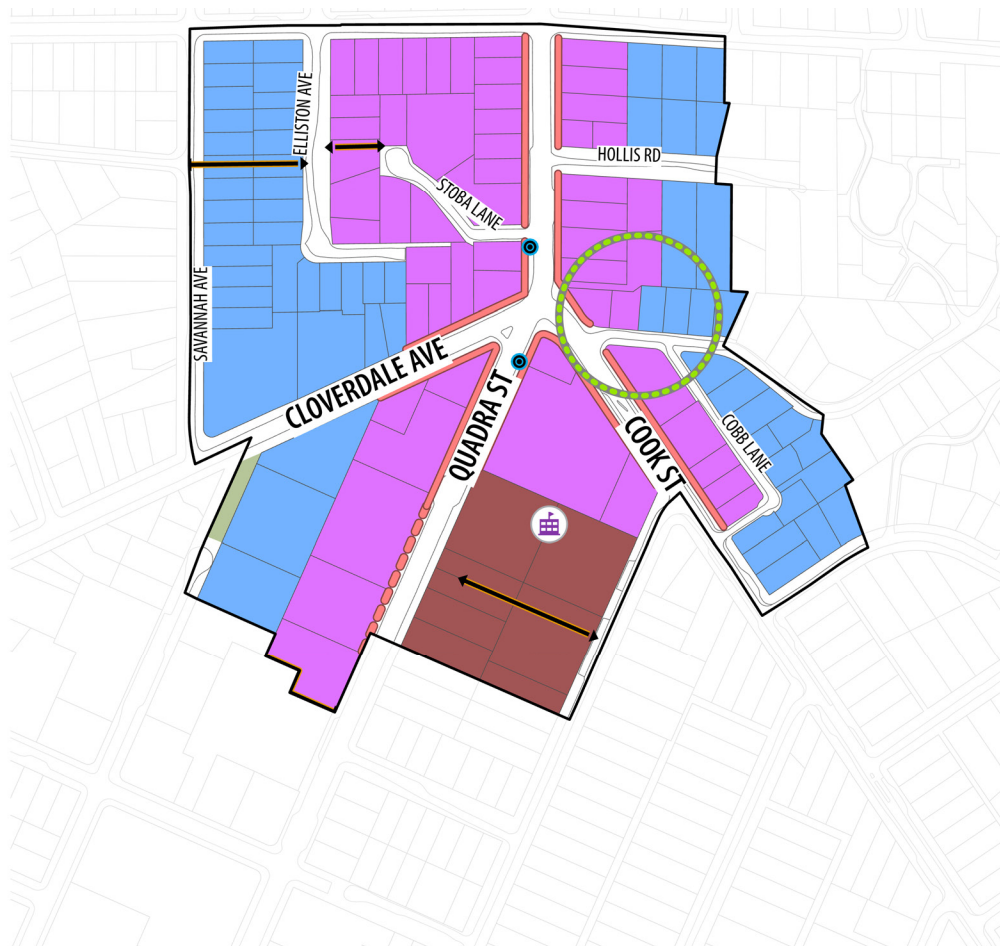 ELLISTON AVE
HOLLIS RD
STOBA LANE
SAVANNAH AVE
CLOVERDALE AVE
QUADRA ST
COOK ST
COBB LANE